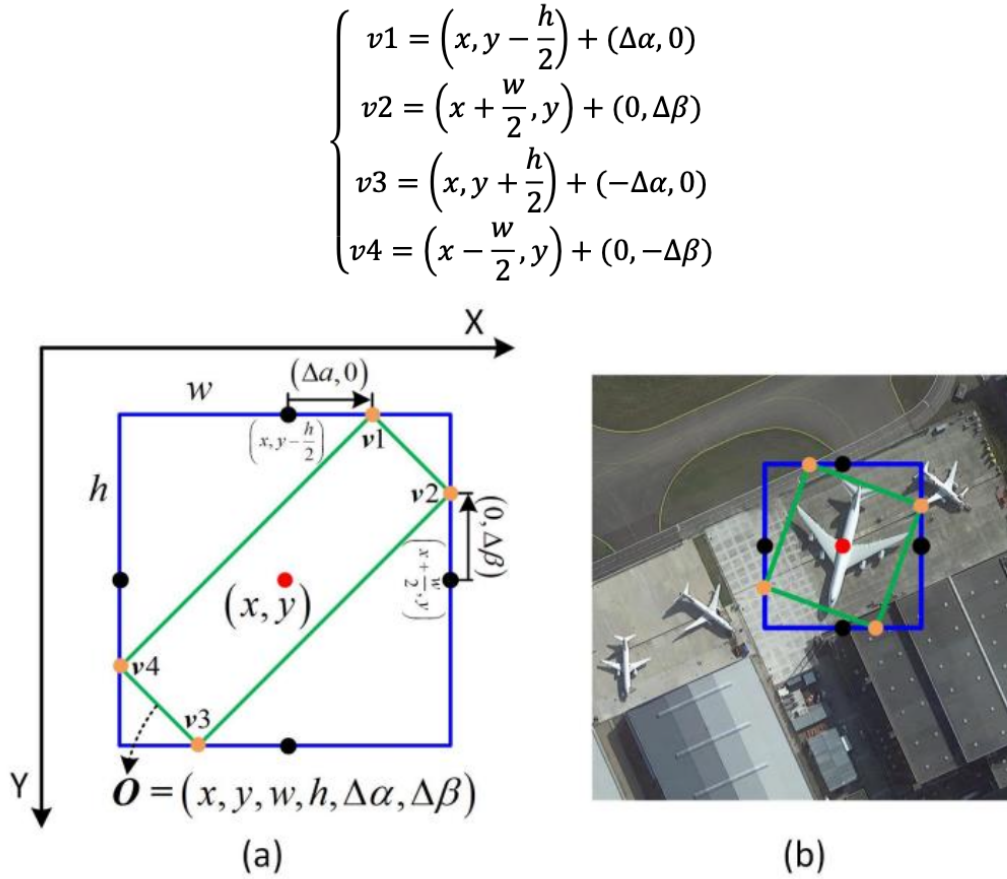 v1 = (x, y − h/2) + (Δα, 0)
v2 = (x + w/2, y) + (0, Δβ)
v3 = (x, y + h/2) + (−Δα, 0)
v4 = (x − w/2, y) + (0, −Δβ)
X
w
(Δa, 0)
(x, y − h/2)
v1
h
v2
(0, Δβ)
(x + w/2, y)
(x, y)
v4
v3
Y
O = (x, y, w, h, Δα, Δβ)
(a)
(b)